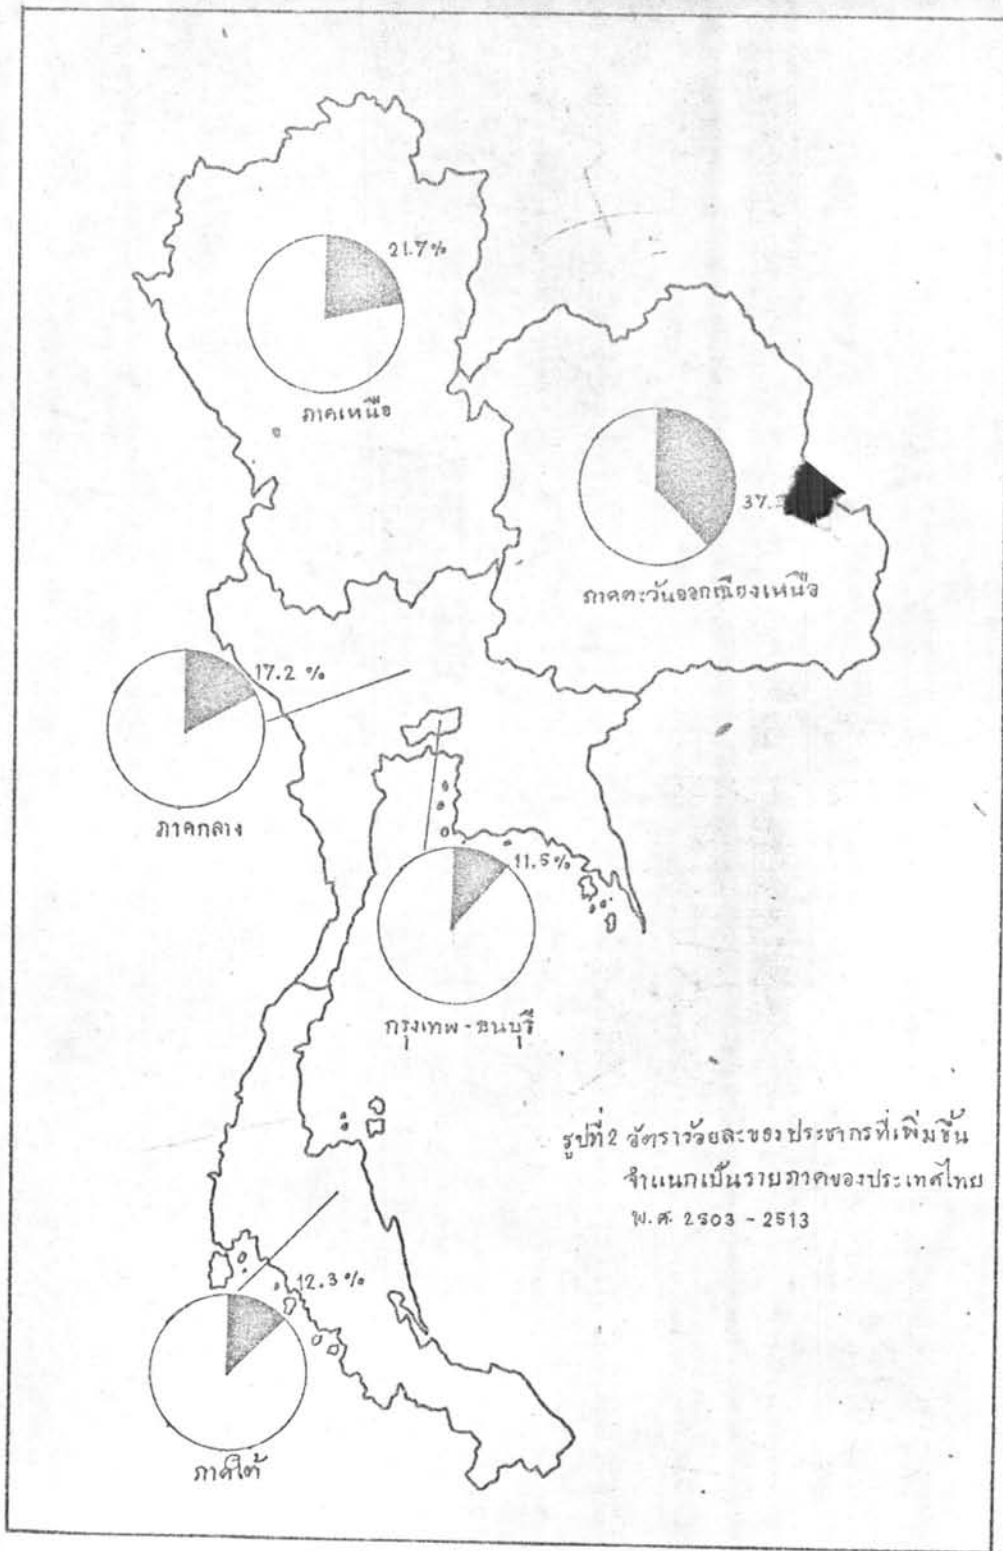 21.7%
ภาคเหนือ
37.
ภาคตะวันออกเฉียงเหนือ
17.2 %
ภาคกลาง
11.5%
กรุงเทพ - ธนบุรี
รูปที่ 2 อัตราร้อยละของประชากรที่เพิ่มขึ้น
จำแนกเป็นรายภาคของประเทศไทย
พ.ศ. 2503 - 2513
12.3%
ภาคใต้